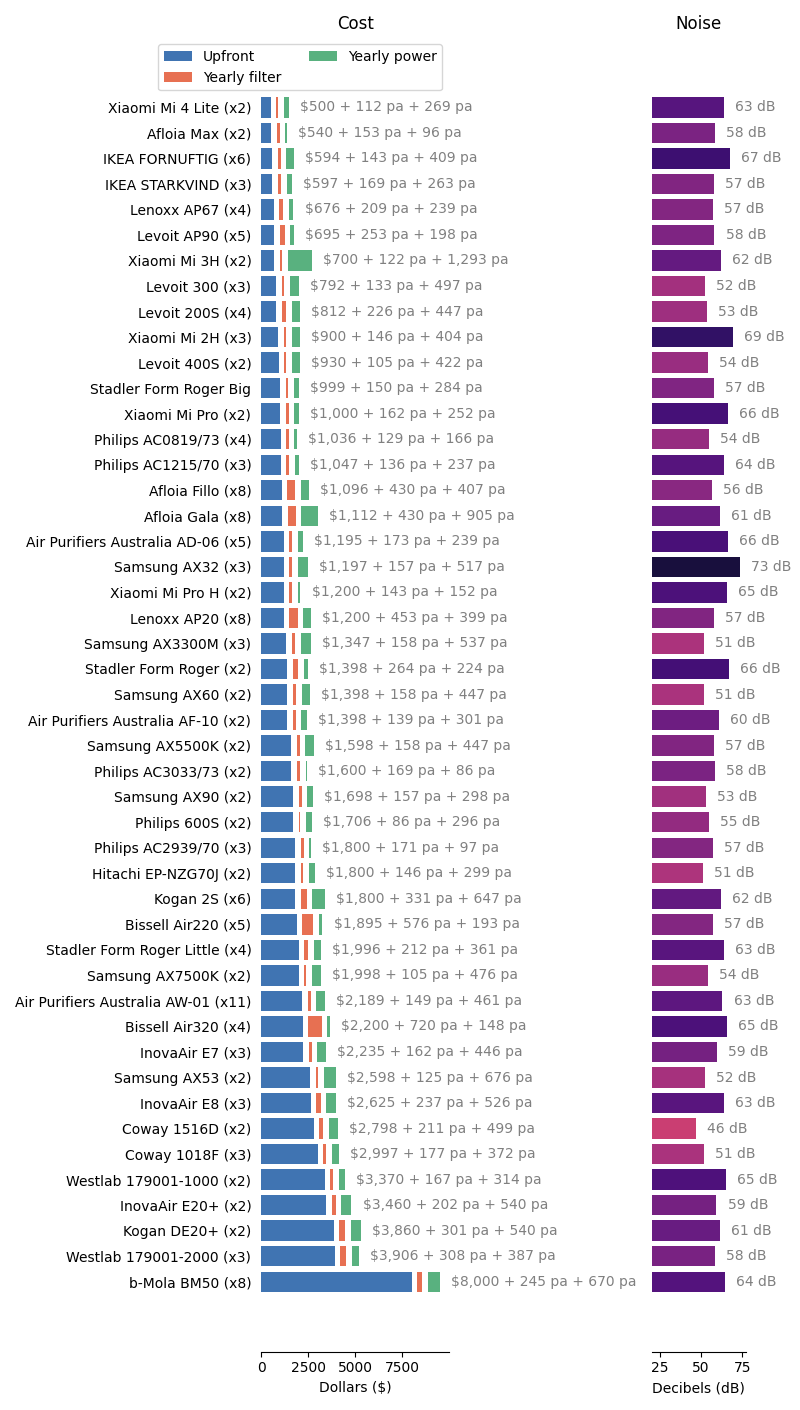 Cost Noise
Upfront Yearly power
Yearly filter
Xiaomi Mi 4 Lite (x2) $500 + 112 pa + 269 pa 63 dB
Afloia Max (x2) $540 + 153 pa + 96 pa 58 dB
IKEA FORNUFTIG (x6) $594 + 143 pa + 409 pa 67 dB
IKEA STARKVIND (x3) $597 + 169 pa + 263 pa 57 dB
Lenoxx AP67 (x4) $676 + 209 pa + 239 pa 57 dB
Levoit AP90 (x5) $695 + 253 pa + 198 pa 58 dB
Xiaomi Mi 3H (x2) $700 + 122 pa + 1,293 pa 62 dB
Levoit 300 (x3) $792 + 133 pa + 497 pa 52 dB
Levoit 200S (x4) $812 + 226 pa + 447 pa 53 dB
Xiaomi Mi 2H (x3) $900 + 146 pa + 404 pa 69 dB
Levoit 400S (x2) $930 + 105 pa + 422 pa 54 dB
Stadler Form Roger Big $999 + 150 pa + 284 pa 57 dB
Xiaomi Mi Pro (x2) $1,000 + 162 pa + 252 pa 66 dB
Philips AC0819/73 (x4) $1,036 + 129 pa + 166 pa 54 dB
Philips AC1215/70 (x3) $1,047 + 136 pa + 237 pa 64 dB
Afloia Fillo (x8) $1,096 + 430 pa + 407 pa 56 dB
Afloia Gala (x8) $1,112 + 430 pa + 905 pa 61 dB
Air Purifiers Australia AD-06 (x5) $1,195 + 173 pa + 239 pa 66 dB
Samsung AX32 (x3) $1,197 + 157 pa + 517 pa 73 dB
Xiaomi Mi Pro H (x2) $1,200 + 143 pa + 152 pa 65 dB
Lenoxx AP20 (x8) $1,200 + 453 pa + 399 pa 57 dB
Samsung AX3300M (x3) $1,347 + 158 pa + 537 pa 51 dB
Stadler Form Roger (x2) $1,398 + 264 pa + 224 pa 66 dB
Samsung AX60 (x2) $1,398 + 158 pa + 447 pa 51 dB
Air Purifiers Australia AF-10 (x2) $1,398 + 139 pa + 301 pa 60 dB
Samsung AX5500K (x2) $1,598 + 158 pa + 447 pa 57 dB
Philips AC3033/73 (x2) $1,600 + 169 pa + 86 pa 58 dB
Samsung AX90 (x2) $1,698 + 157 pa + 298 pa 53 dB
Philips 600S (x2) $1,706 + 86 pa + 296 pa 55 dB
Philips AC2939/70 (x3) $1,800 + 171 pa + 97 pa 57 dB
Hitachi EP-NZG70J (x2) $1,800 + 146 pa + 299 pa 51 dB
Kogan 2S (x6) $1,800 + 331 pa + 647 pa 62 dB
Bissell Air220 (x5) $1,895 + 576 pa + 193 pa 57 dB
Stadler Form Roger Little (x4) $1,996 + 212 pa + 361 pa 63 dB
Samsung AX7500K (x2) $1,998 + 105 pa + 476 pa 54 dB
Air Purifiers Australia AW-01 (x11) $2,189 + 149 pa + 461 pa 63 dB
Bissell Air320 (x4) $2,200 + 720 pa + 148 pa 65 dB
InovaAir E7 (x3) $2,235 + 162 pa + 446 pa 59 dB
Samsung AX53 (x2) $2,598 + 125 pa + 676 pa 52 dB
InovaAir E8 (x3) $2,625 + 237 pa + 526 pa 63 dB
Coway 1516D (x2) $2,798 + 211 pa + 499 pa 46 dB
Coway 1018F (x3) $2,997 + 177 pa + 372 pa 51 dB
Westlab 179001-1000 (x2) $3,370 + 167 pa + 314 pa 65 dB
InovaAir E20+ (x2) $3,460 + 202 pa + 540 pa 59 dB
Kogan DE20+ (x2) $3,860 + 301 pa + 540 pa 61 dB
Westlab 179001-2000 (x3) $3,906 + 308 pa + 387 pa 58 dB
b-Mola BM50 (x8) $8,000 + 245 pa + 670 pa 64 dB
0 2500 5000 7500 25 50 75
Dollars ($) Decibels (dB)